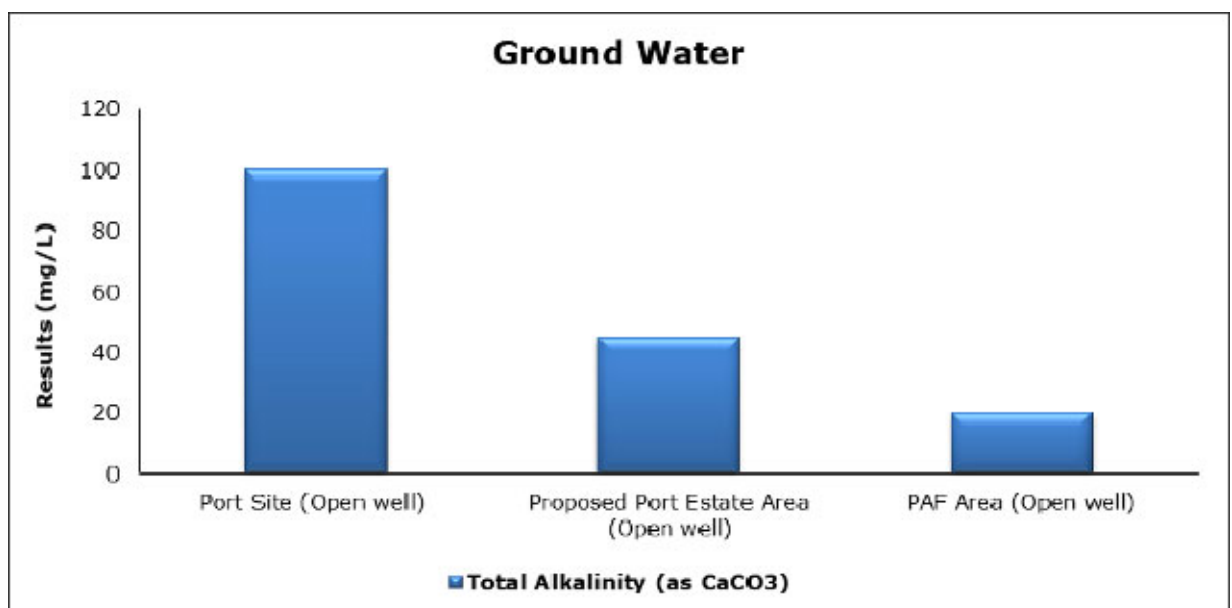 Ground Water
Results (mg/L)
120
100
80
60
40
20
0
Port Site (Open well)
Proposed Port Estate Area
(Open well)
PAF Area (Open well)
Total Alkalinity (as CaCO3)